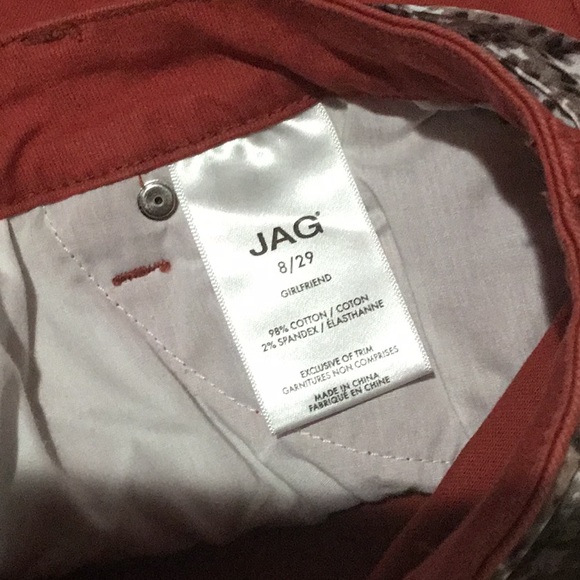 JAG®
8/29
GIRLFRIEND
98% COTTON / COTON
2% SPANDEX / ÉLASTHANNE
EXCLUSIVE OF TRIM
GARNITURES NON COMPRISES
MADE IN CHINA
FABRIQUÉ EN CHINE